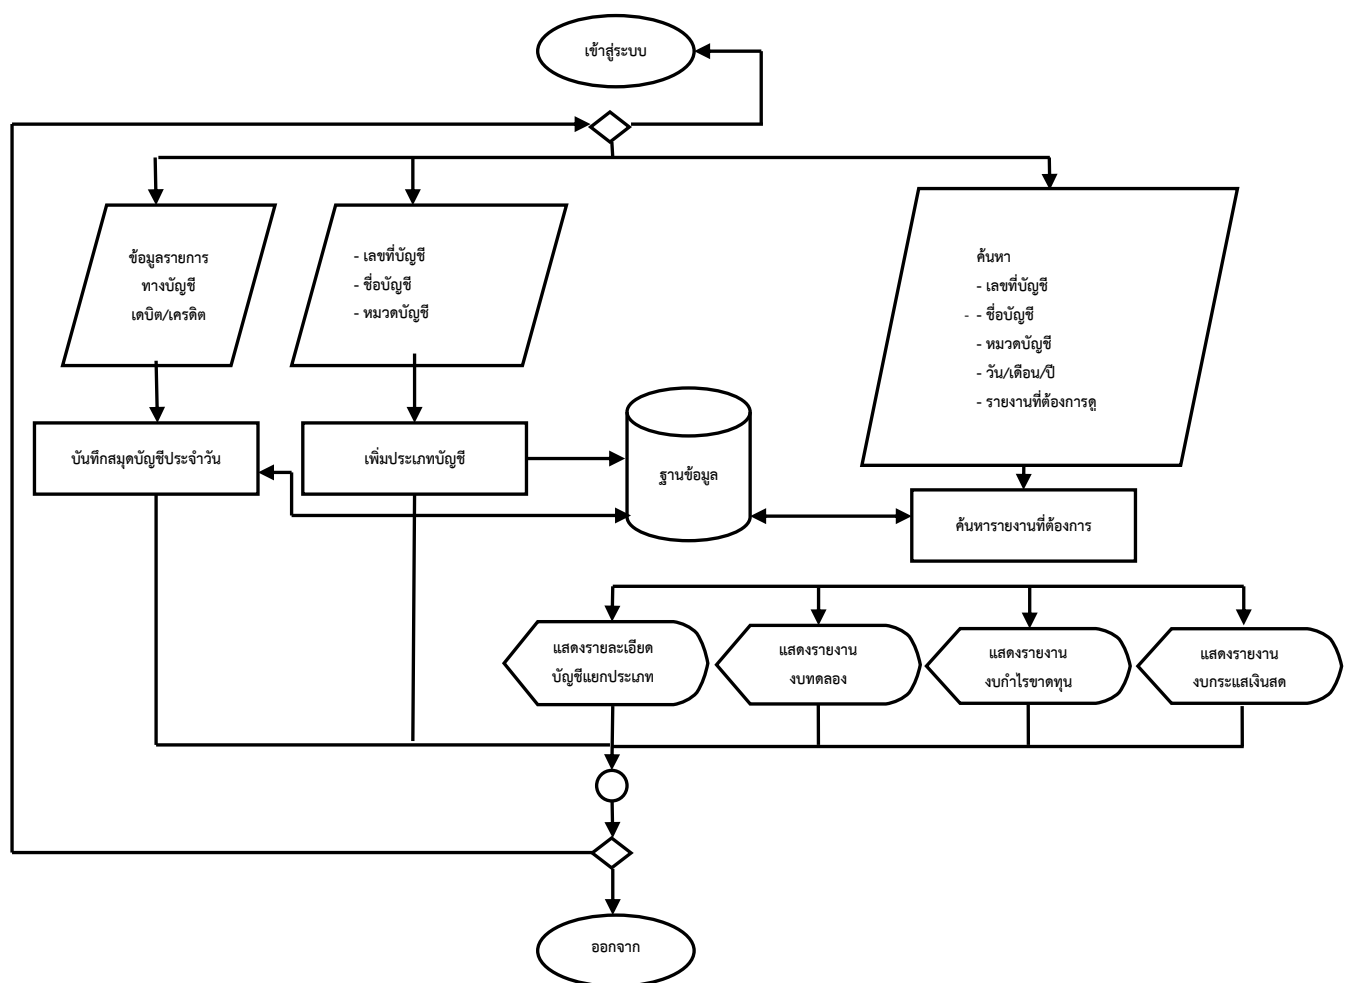 เข้าสู่ระบบ
ข้อมูลรายการ
ทางบัญชี
เดบิต/เครดิต
- เลขที่บัญชี
- ชื่อบัญชี
- หมวดบัญชี
ค้นหา
- เลขที่บัญชี
- - ชื่อบัญชี
- หมวดบัญชี
- วัน/เดือน/ปี
- รายงานที่ต้องการดู
บันทึกสมุดบัญชีประจำวัน
เพิ่มประเภทบัญชี
ฐานข้อมูล
ค้นหารายงานที่ต้องการ
แสดงรายละเอียด
บัญชีแยกประเภท
แสดงรายงาน
งบทดลอง
แสดงรายงาน
งบกำไรขาดทุน
แสดงรายงาน
งบกระแสเงินสด
ออกจาก